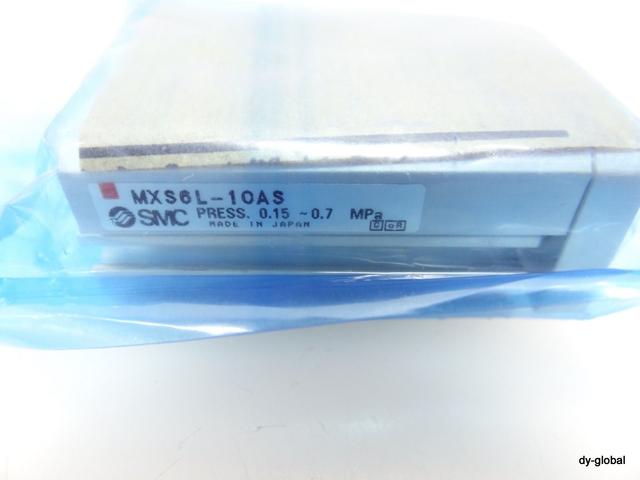 MXS6L-10AS
SMC PRESS. 0.15 ~0.7 MPa
MADE IN JAPAN
dy-global